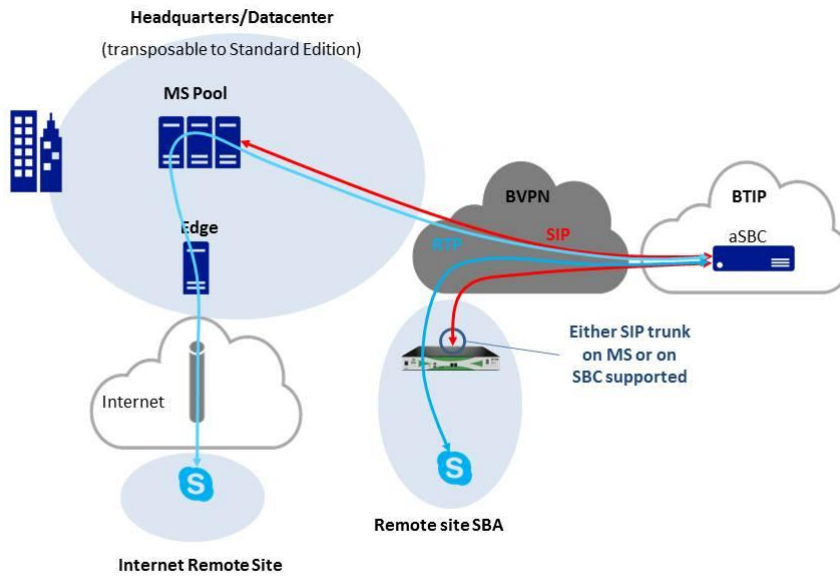 Headquarters/Datacenter
(transposable to Standard Edition)
MS Pool
BVPN
BTIP
SIP
aSBC
RTP
Edge
Either SIP trunk
on MS or on
SBC supported
Internet
S
S
Remote site SBA
Internet Remote Site